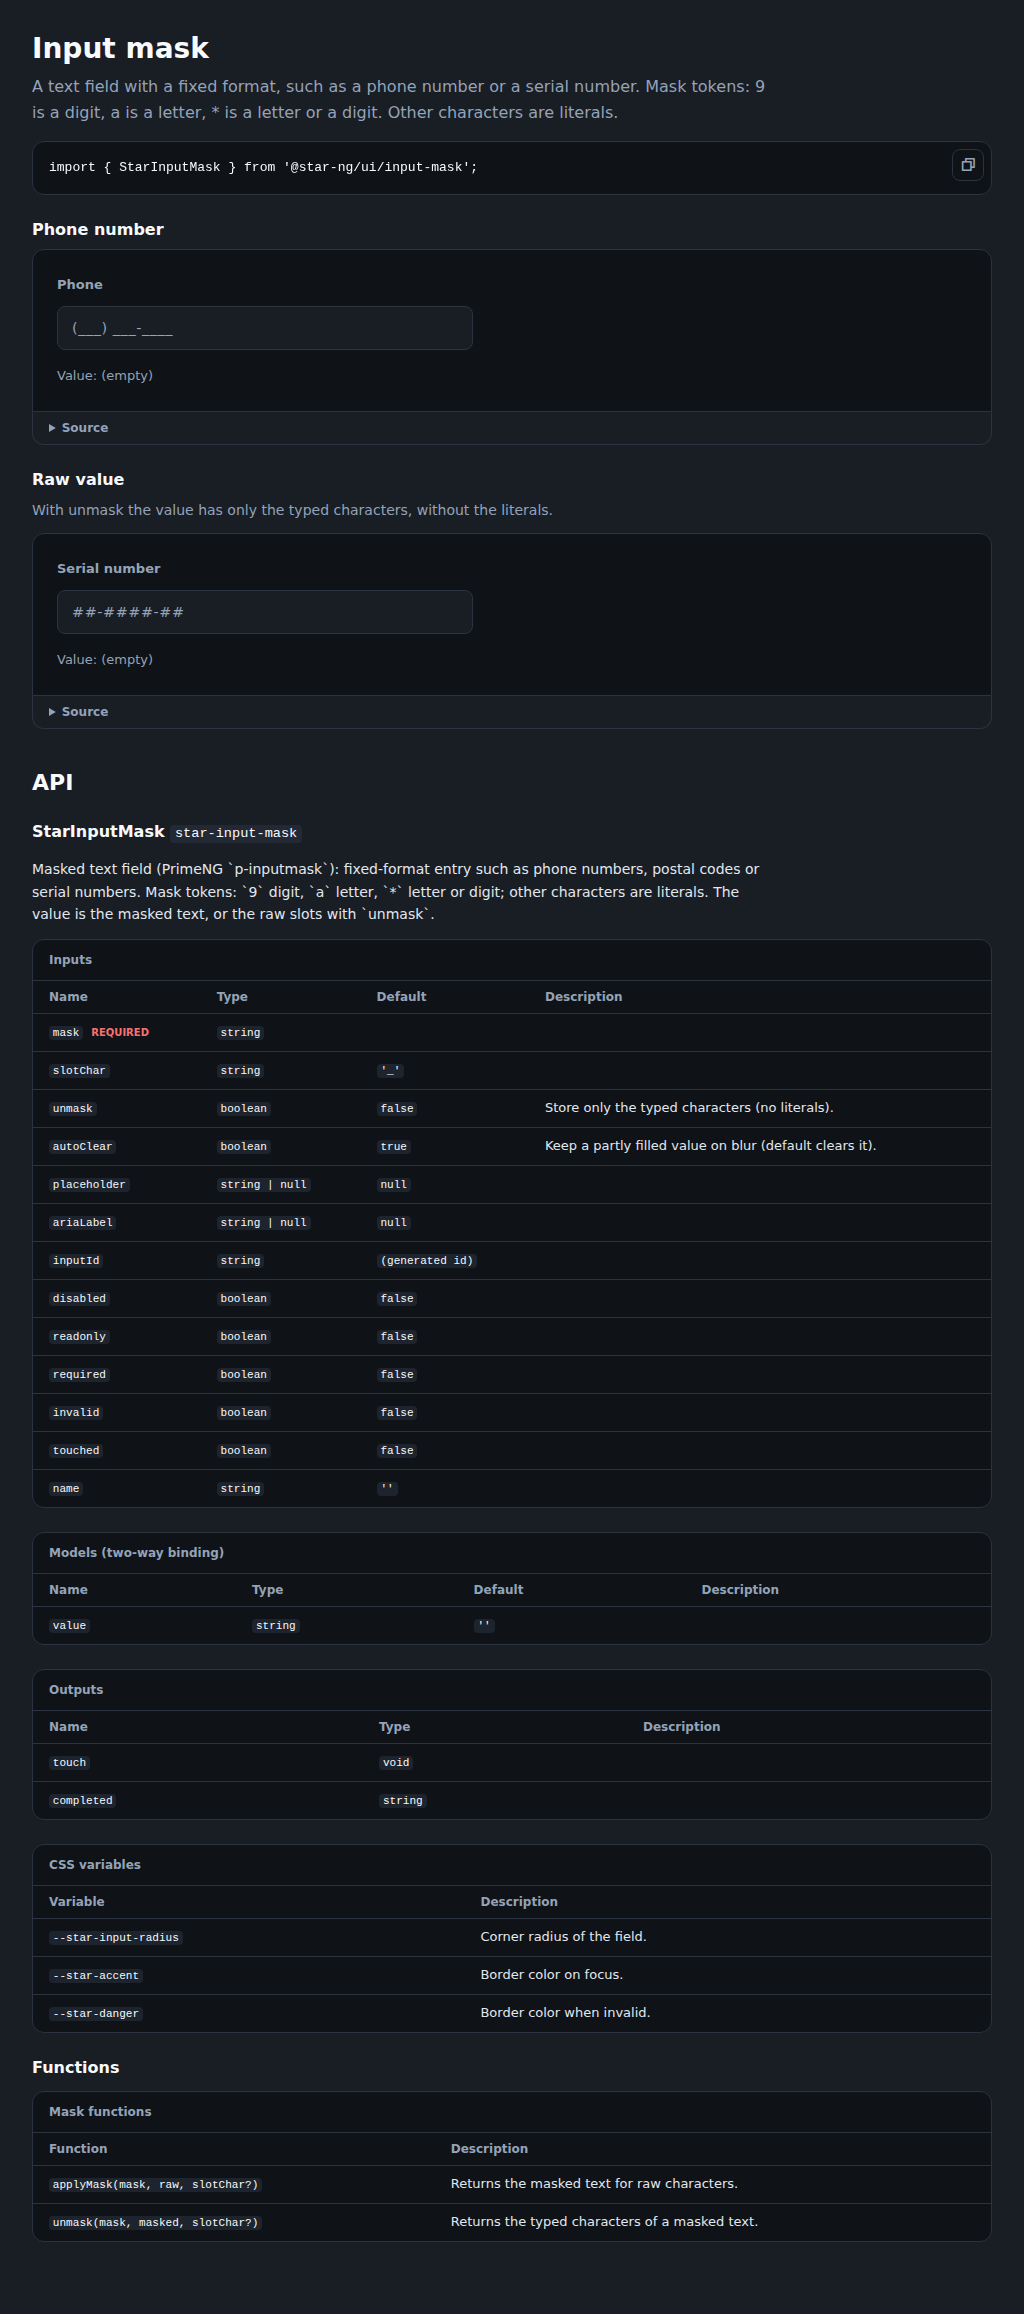 Input mask
A text field with a fixed format, such as a phone number or a serial number. Mask tokens: 9
is a digit, a is a letter, * is a letter or a digit. Other characters are literals.
import { StarInputMask } from '@star-ng/ui/input-mask';
Phone number
Phone
(___) ___-____
Value: (empty)
Source
Raw value
With unmask the value has only the typed characters, without the literals.
Serial number
##-####-##
Value: (empty)
Source
API
StarInputMask star-input-mask
Masked text field (PrimeNG `p-inputmask`): fixed-format entry such as phone numbers, postal codes or
serial numbers. Mask tokens: `9` digit, `a` letter, `*` letter or digit; other characters are literals. The
value is the masked text, or the raw slots with `unmask`.
Inputs
Name Type Default Description
mask REQUIRED string
slotChar string '_'
unmask boolean false Store only the typed characters (no literals).
autoClear boolean true Keep a partly filled value on blur (default clears it).
placeholder string | null null
ariaLabel string | null null
inputId string (generated id)
disabled boolean false
readonly boolean false
required boolean false
invalid boolean false
touched boolean false
name string ''
Models (two-way binding)
Name Type Default Description
value string ''
Outputs
Name Type Description
touch void
completed string
CSS variables
Variable Description
--star-input-radius Corner radius of the field.
--star-accent Border color on focus.
--star-danger Border color when invalid.
Functions
Mask functions
Function Description
applyMask(mask, raw, slotChar?) Returns the masked text for raw characters.
unmask(mask, masked, slotChar?) Returns the typed characters of a masked text.